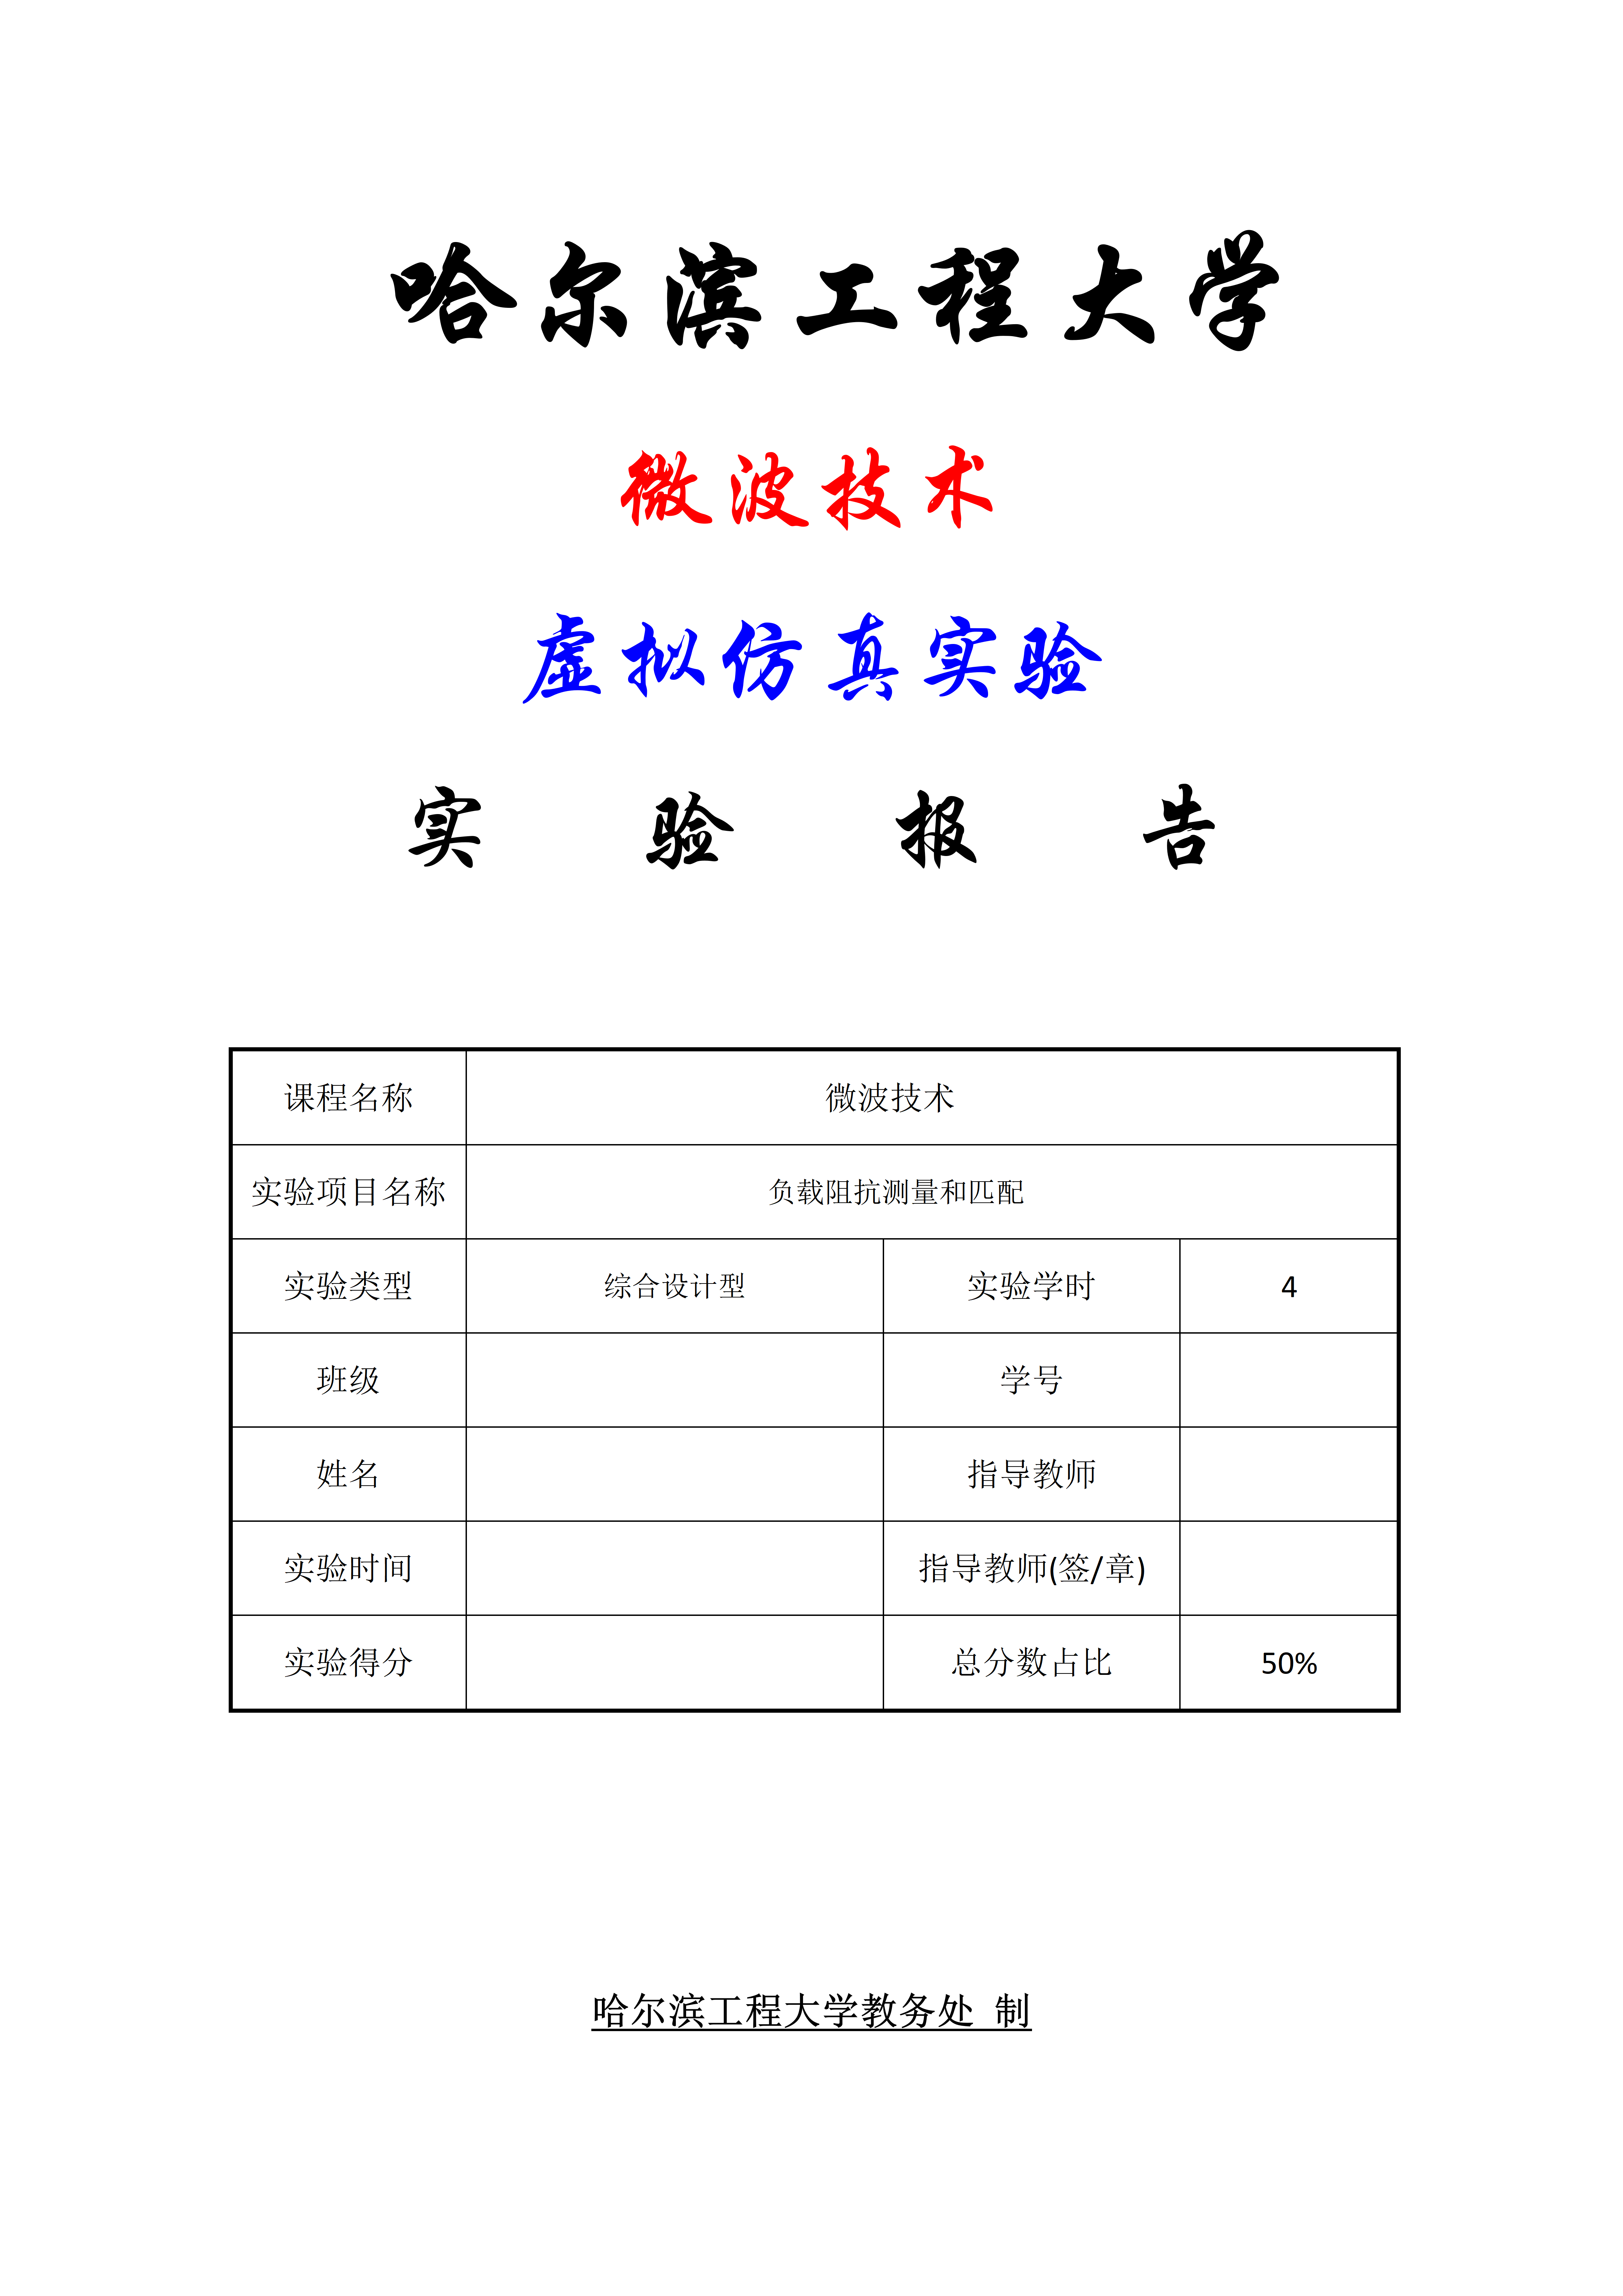 哈尔滨工程大学
微波技术
虚拟仿真实验
实验报告
课程名称 微波技术
实验项目名称 负载阻抗测量和匹配
实验类型 综合设计型 实验学时 4
班级 学号
姓名 指导教师
实验时间 指导教师(签/章)
实验得分 总分数占比 50%
哈尔滨工程大学教务处 制